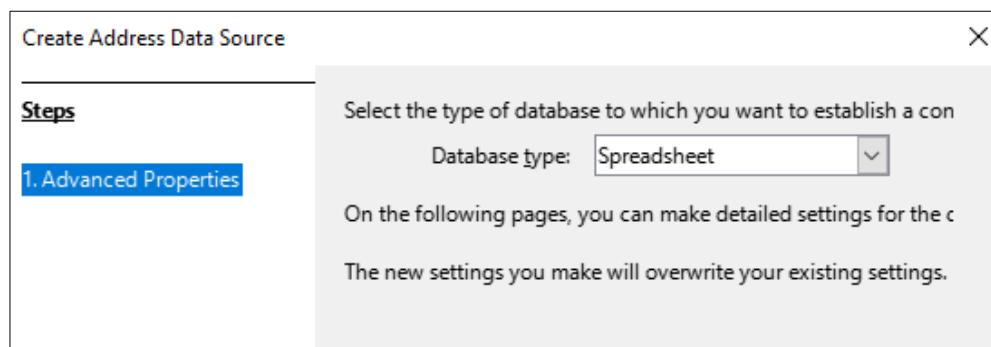 Create Address Data Source
Steps
1. Advanced Properties
Select the type of database to which you want to establish a con
Database type: Spreadsheet
On the following pages, you can make detailed settings for the c
The new settings you make will overwrite your existing settings.